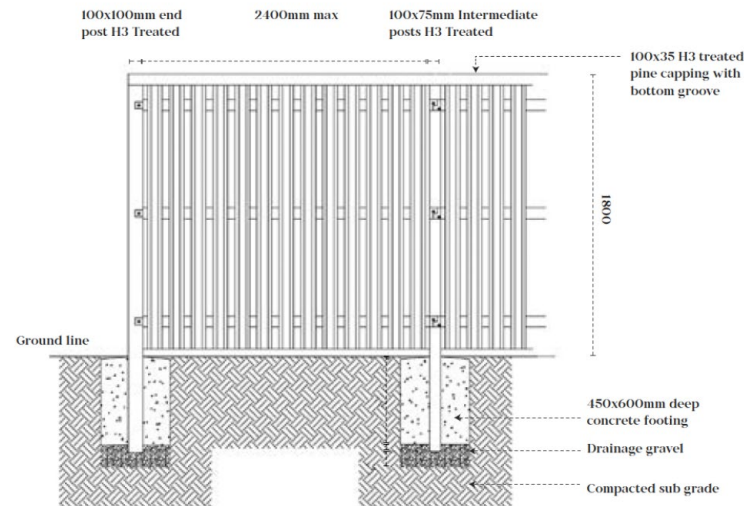 100x100mm end
post H3 Treated
2400mm max
100x75mm Intermediate
posts H3 Treated
100x35 H3 treated
pine capping with
bottom groove
1800
Ground line
450x600mm deep
concrete footing
Drainage gravel
Compacted sub grade